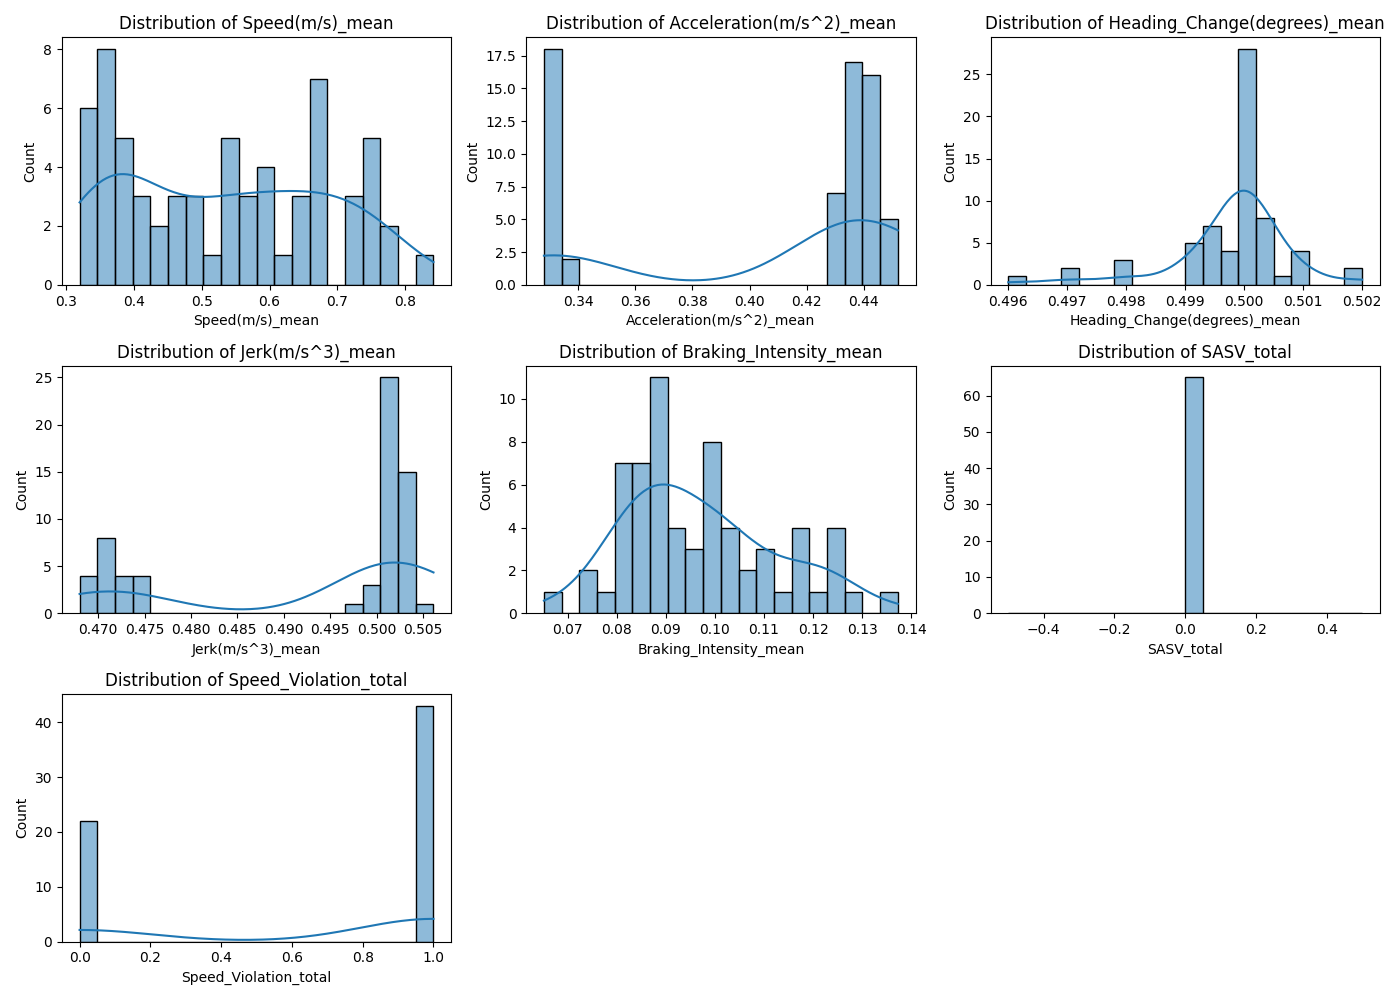 Distribution of Speed(m/s)_mean
8
6
4
2
0
Count
0.3 0.4 0.5 0.6 0.7 0.8
Speed(m/s)_mean
Distribution of Acceleration(m/s^2)_mean
17.5
15.0
12.5
10.0
7.5
5.0
2.5
0.0
Count
0.34 0.36 0.38 0.40 0.42 0.44
Acceleration(m/s^2)_mean
Distribution of Heading_Change(degrees)_mean
25
20
15
10
5
0
Count
0.496 0.497 0.498 0.499 0.500 0.501 0.502
Heading_Change(degrees)_mean
Distribution of Jerk(m/s^3)_mean
25
20
15
10
5
0
Count
0.470 0.475 0.480 0.485 0.490 0.495 0.500 0.505
Jerk(m/s^3)_mean
Distribution of Braking_Intensity_mean
10
8
6
4
2
0
Count
0.07 0.08 0.09 0.10 0.11 0.12 0.13 0.14
Braking_Intensity_mean
Distribution of SASV_total
60
50
40
30
20
10
0
Count
−0.4 −0.2 0.0 0.2 0.4
SASV_total
Distribution of Speed_Violation_total
40
30
20
10
0
Count
0.0 0.2 0.4 0.6 0.8 1.0
Speed_Violation_total